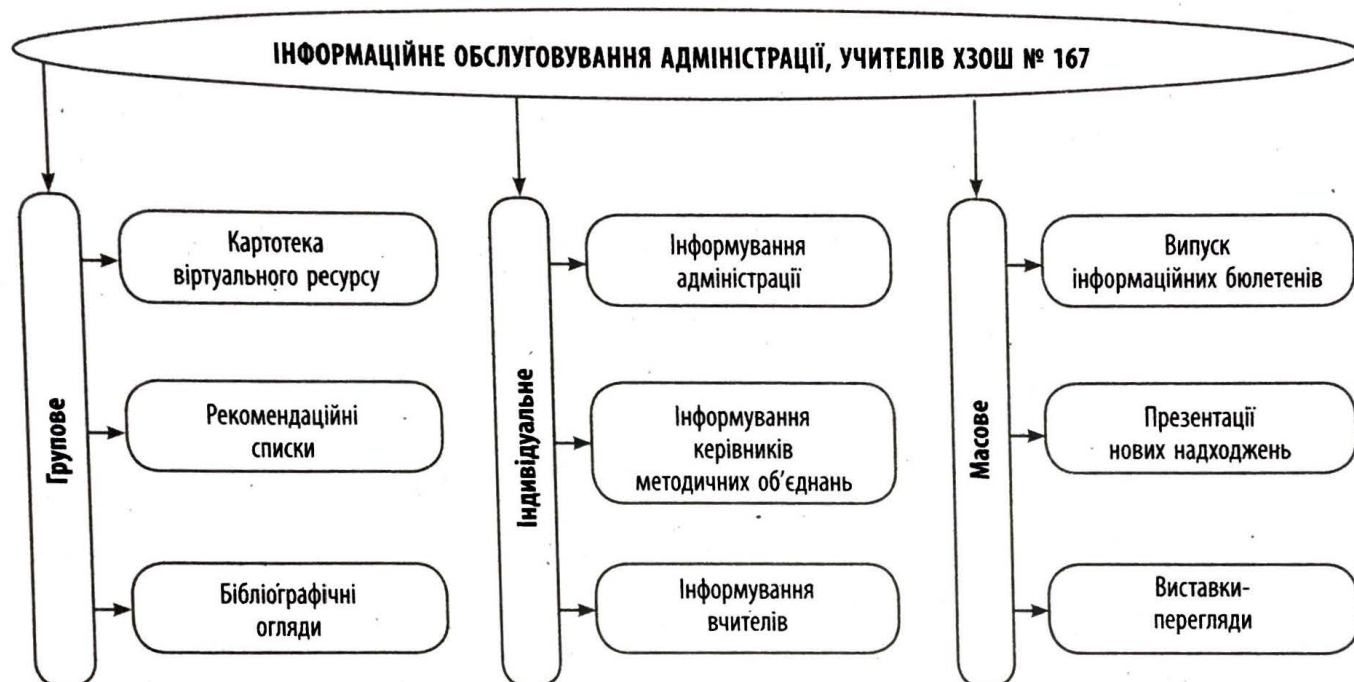 ІНФОРМАЦІЙНЕ ОБСЛУГОВУВАННЯ АДМІНІСТРАЦІЇ, УЧИТЕЛІВ ХЗОШ № 167
Групове
Картотека
віртуального ресурсу
Рекомендаційні
списки
Бібліографічні
огляди
Індивідуальне
Інформування
адміністрації
Інформування
керівників
методичних об’єднань
Інформування
вчителів
Масове
Випуск
інформаційних бюлетенів
Презентації
нових надходжень
Виставки-
перегляди